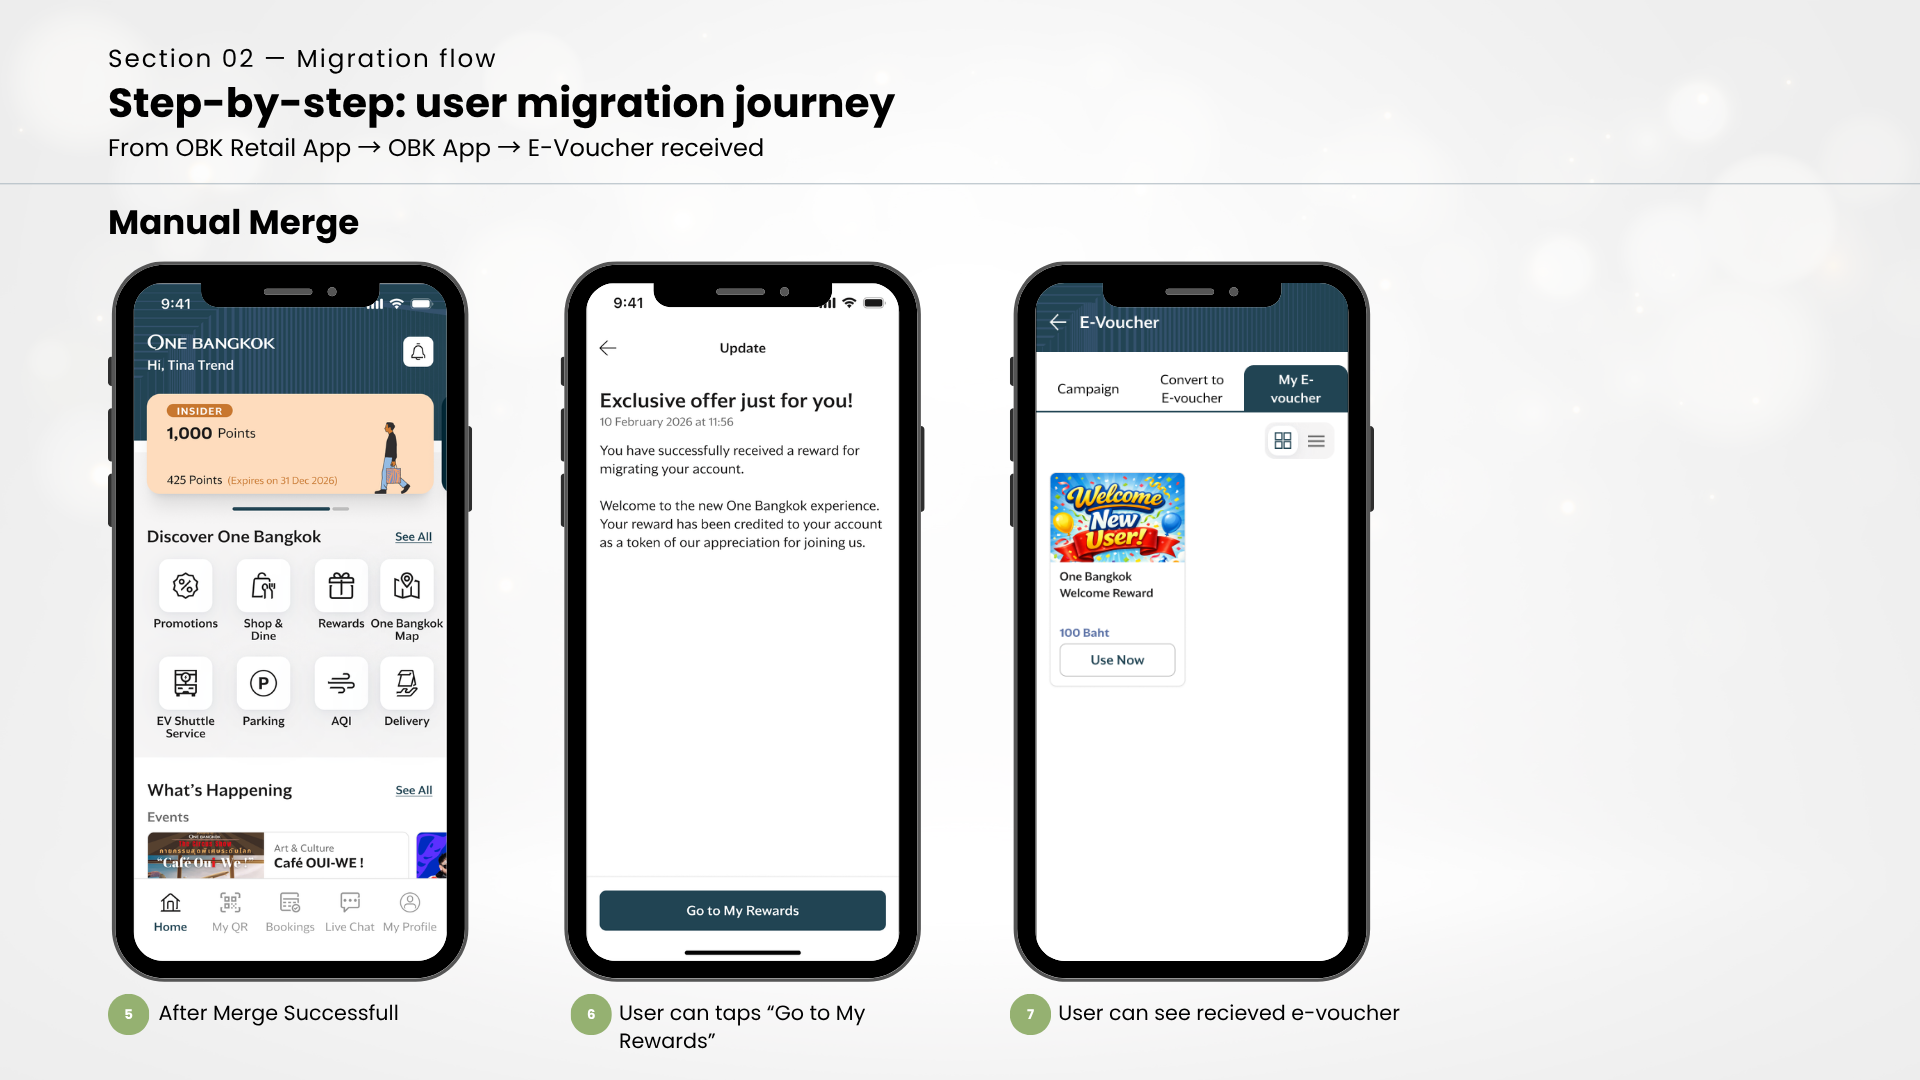 Section 02 — Migration flow
Step-by-step: user migration journey
From OBK Retail App → OBK App → E-Voucher received
Manual Merge
9:41
ONE BANGKOK
Hi, Tina Trend
INSIDER
1,000 Points
425 Points (Expires on 31 Dec 2026)
Discover One Bangkok
See All
Promotions
Shop &
Dine
Rewards
One Bangkok
Map
EV Shuttle
Service
Parking
AQI
Delivery
What's Happening
See All
Events
ONE BANGKOK
"Café Oui We !"
Art & Culture
Café OUI-WE !
Home
My QR
Bookings
Live Chat
My Profile
5
After Merge Successfull
9:41
Update
Exclusive offer just for you!
10 February 2026 at 11:56
You have successfully received a reward for
migrating your account.
Welcome to the new One Bangkok experience.
Your reward has been credited to your account
as a token of our appreciation for joining us.
Go to My Rewards
6
User can taps “Go to My
Rewards”
E-Voucher
Campaign
Convert to
E-voucher
My E-
voucher
Welcome
New
User!
One Bangkok
Welcome Reward
100 Baht
Use Now
7
User can see recieved e-voucher